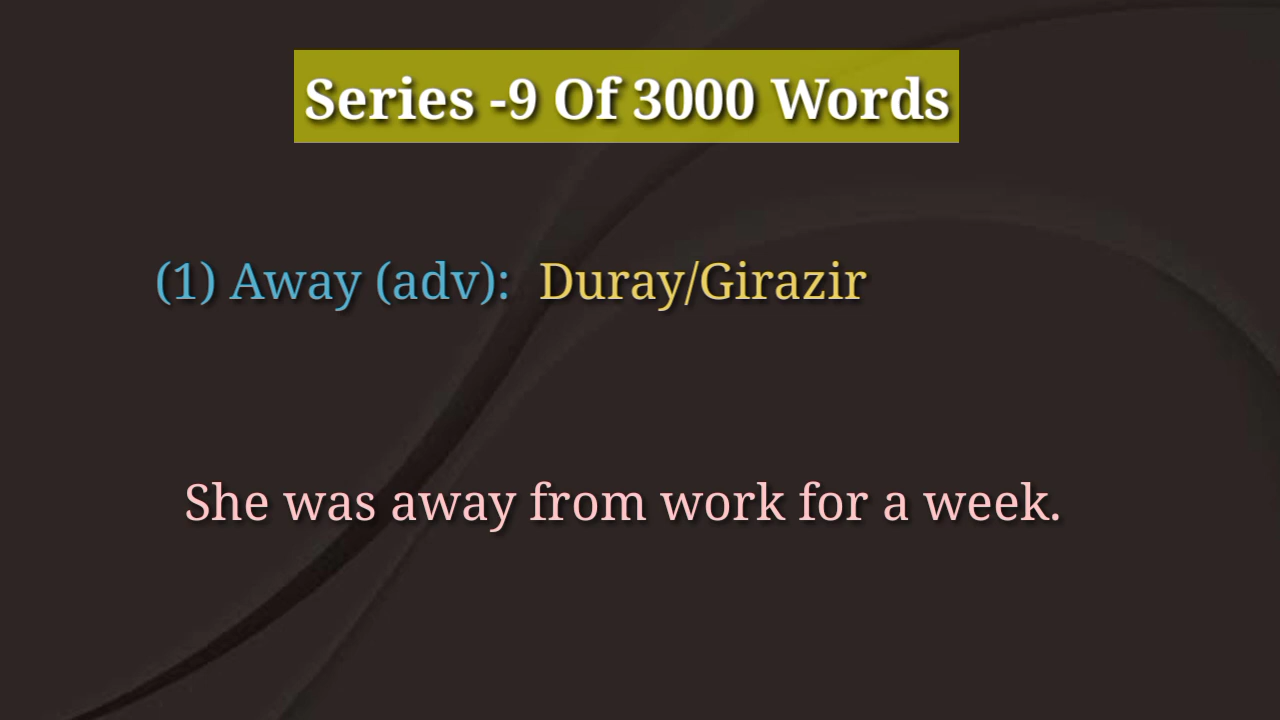 Series -9 Of 3000 Words
(1) Away (adv): Duray/Girazir
She was away from work for a week.